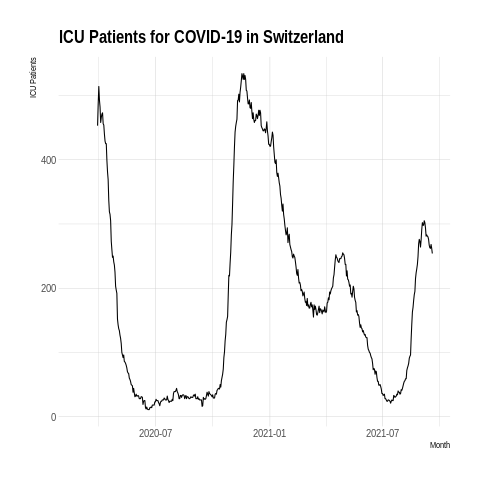 ICU Patients for COVID-19 in Switzerland
ICU Patients
400
200
0
2020-07
2021-01
2021-07
Month